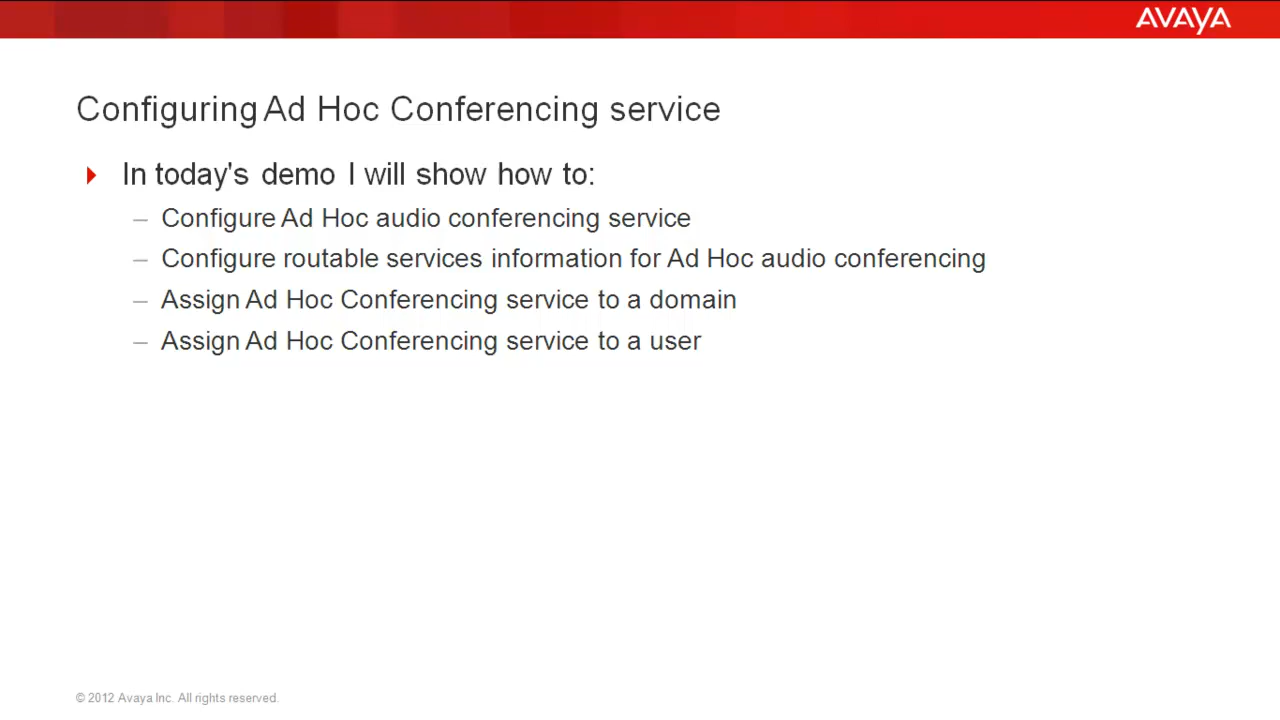 AVAYA
Configuring Ad Hoc Conferencing service
In today's demo I will show how to:
– Configure Ad Hoc audio conferencing service
– Configure routable services information for Ad Hoc audio conferencing
– Assign Ad Hoc Conferencing service to a domain
– Assign Ad Hoc Conferencing service to a user
© 2012 Avaya Inc. All rights reserved.